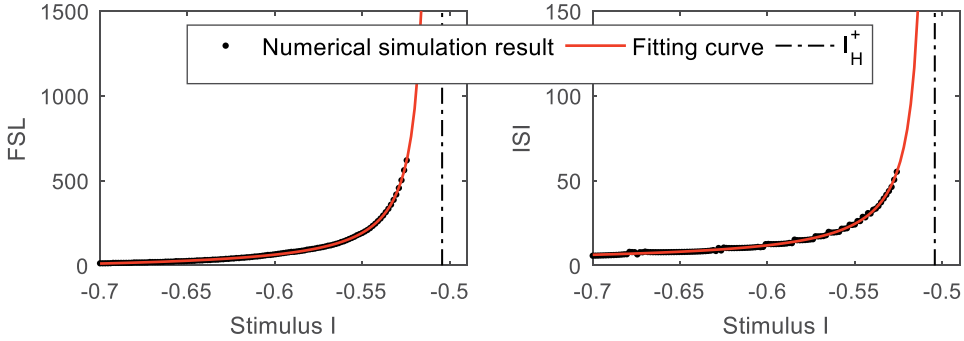 1500
1000
500
0
FSL
-0.7
-0.65
-0.6
-0.55
-0.5
Stimulus I
Numerical simulation result
Fitting curve
I_H^+
150
100
50
0
ISI
-0.7
-0.65
-0.6
-0.55
-0.5
Stimulus I